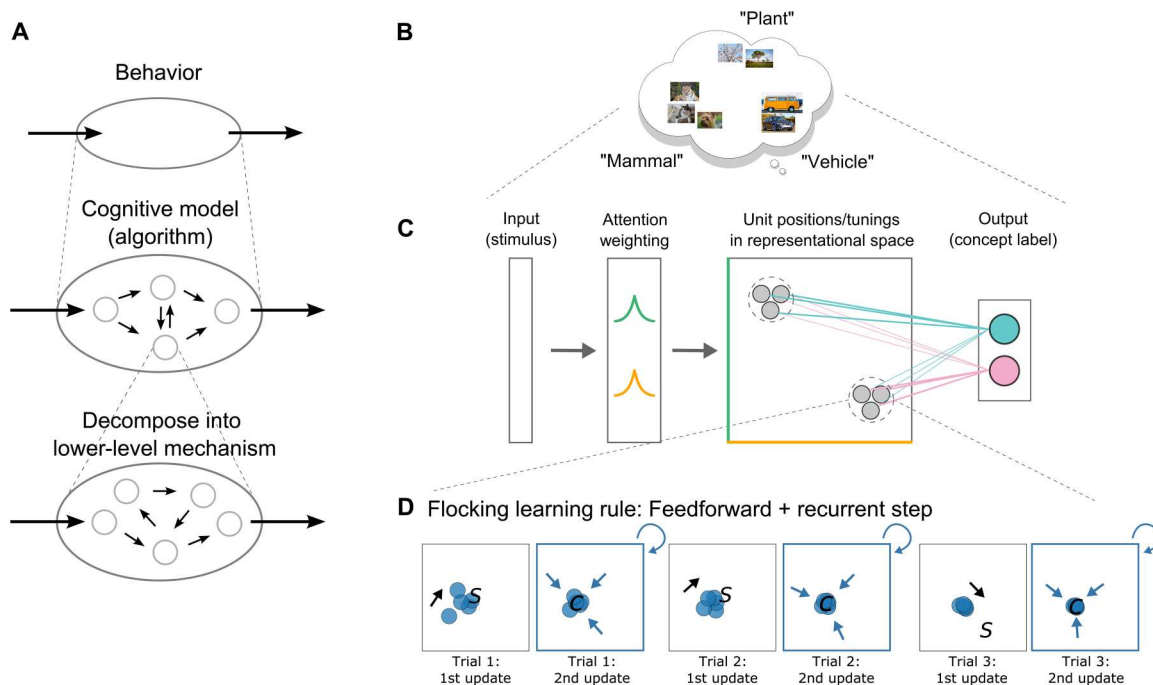 A
Behavior
Cognitive model
(algorithm)
Decompose into
lower-level mechanism
B
"Plant"
"Mammal"
"Vehicle"
C
Input
(stimulus)
Attention
weighting
Unit positions/tunings
in representational space
Output
(concept label)
D
Flocking learning rule: Feedforward + recurrent step
S
C
S
C
S
C
Trial 1:
1st update
Trial 1:
2nd update
Trial 2:
1st update
Trial 2:
2nd update
Trial 3:
1st update
Trial 3:
2nd update